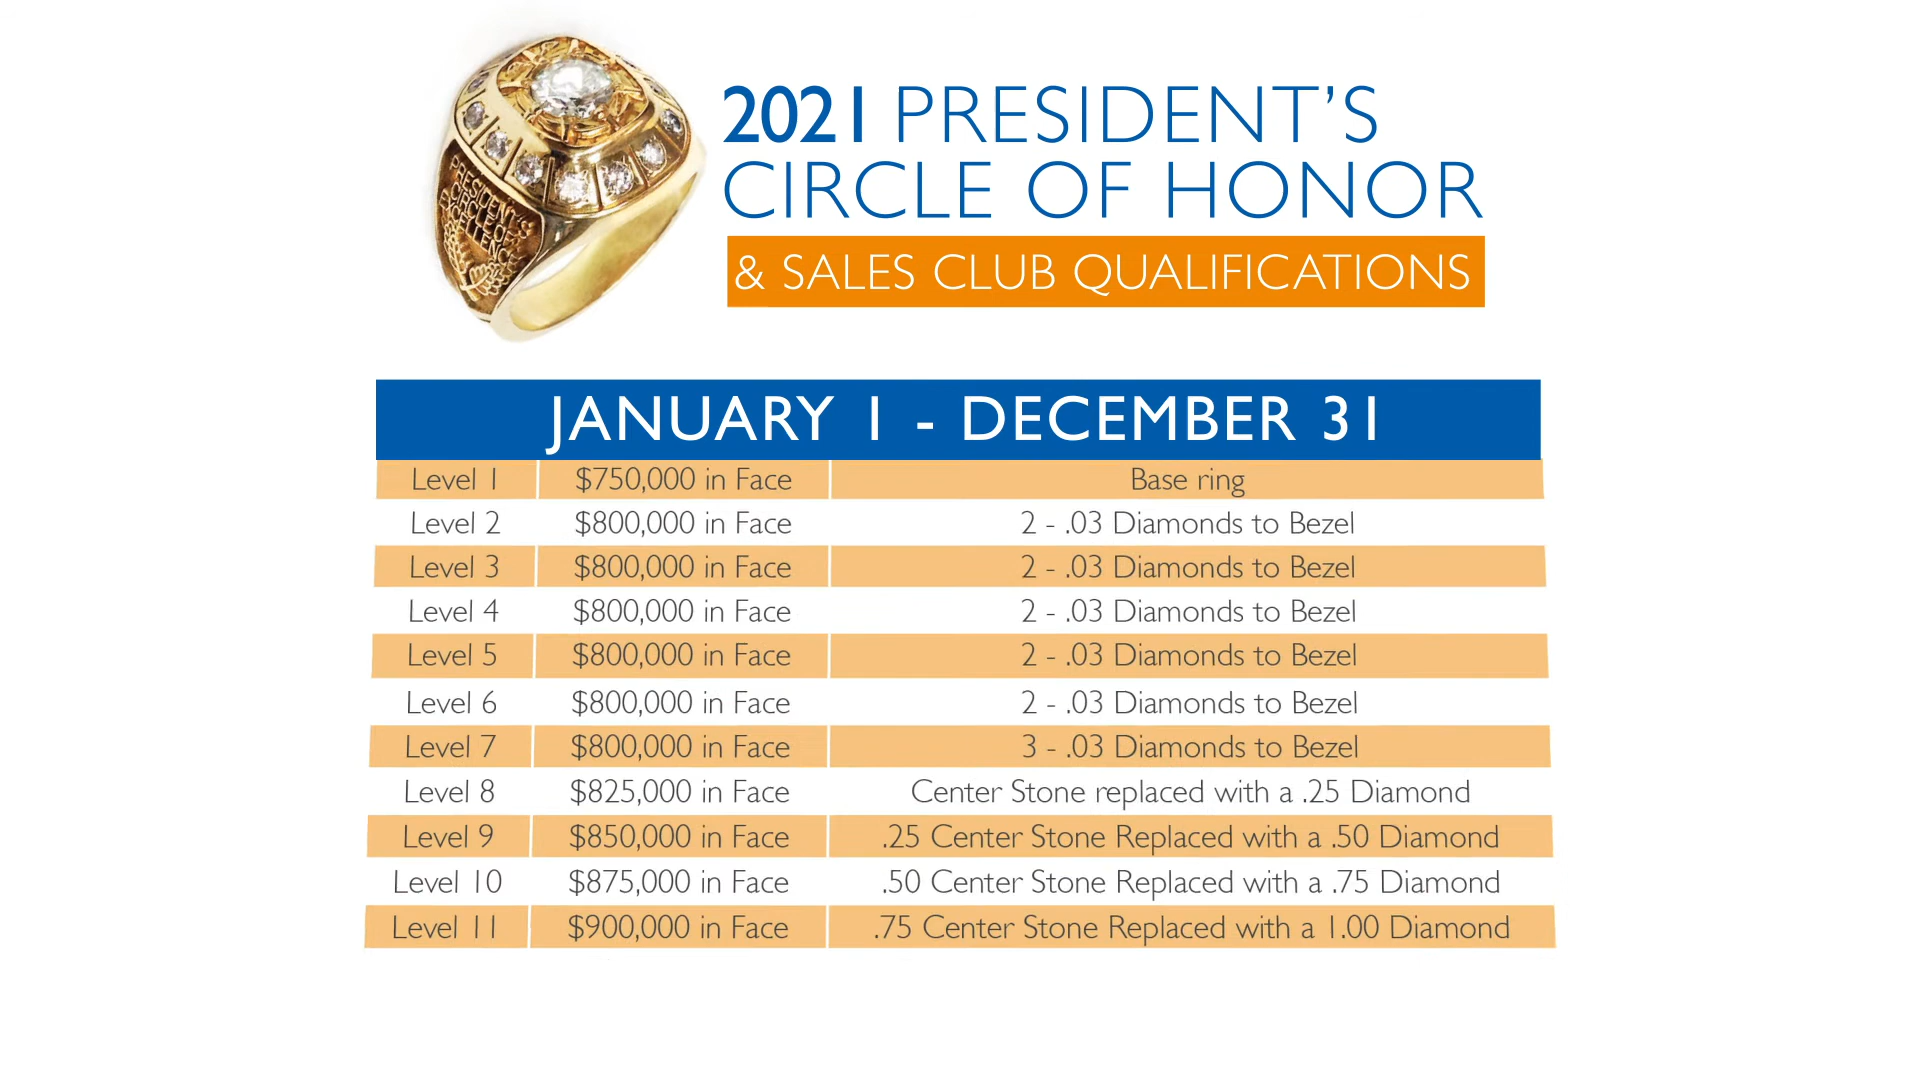 PRESIDENT'S
CIRCLE OF
EXCELLENCE
2021 PRESIDENT'S
CIRCLE OF HONOR
& SALES CLUB QUALIFICATIONS
JANUARY 1 - DECEMBER 31
Level 1 $750,000 in Face Base ring
Level 2 $800,000 in Face 2 - .03 Diamonds to Bezel
Level 3 $800,000 in Face 2 - .03 Diamonds to Bezel
Level 4 $800,000 in Face 2 - .03 Diamonds to Bezel
Level 5 $800,000 in Face 2 - .03 Diamonds to Bezel
Level 6 $800,000 in Face 2 - .03 Diamonds to Bezel
Level 7 $800,000 in Face 3 - .03 Diamonds to Bezel
Level 8 $825,000 in Face Center Stone replaced with a .25 Diamond
Level 9 $850,000 in Face .25 Center Stone Replaced with a .50 Diamond
Level 10 $875,000 in Face .50 Center Stone Replaced with a .75 Diamond
Level 11 $900,000 in Face .75 Center Stone Replaced with a 1.00 Diamond